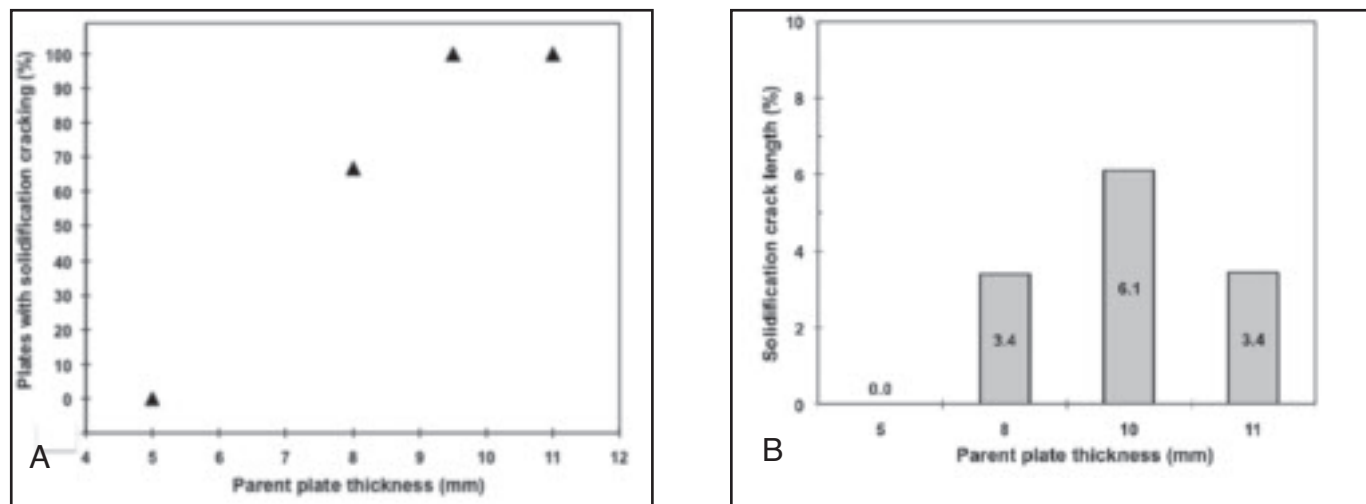 Plates with solidification cracking (%)
100
90
80
70
60
50
40
30
20
10
0
4 5 6 7 8 9 10 11 12
Parent plate thickness (mm)
A
Solidification crack length (%)
10
8
6
4
2
0
0.0
3.4
6.1
3.4
5 8 10 11
Parent plate thickness (mm)
B